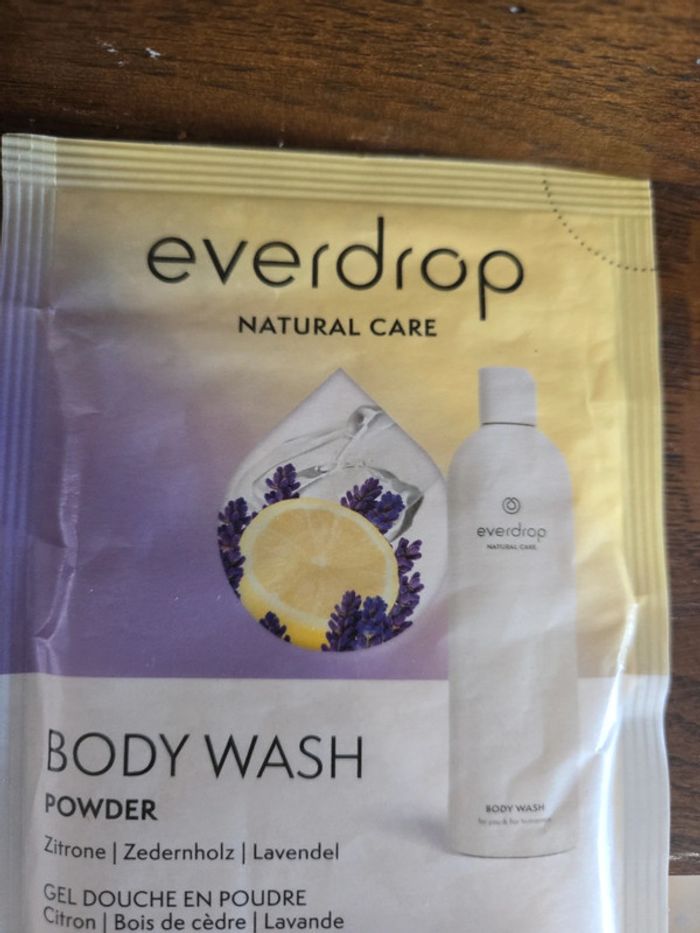 everdrop
NATURAL CARE
everdrop
NATURAL CARE
BODY WASH
POWDER
BODY WASH
Zitrone | Zedernholz | Lavendel
GEL DOUCHE EN POUDRE
Citron | Bois de cèdre | Lavande